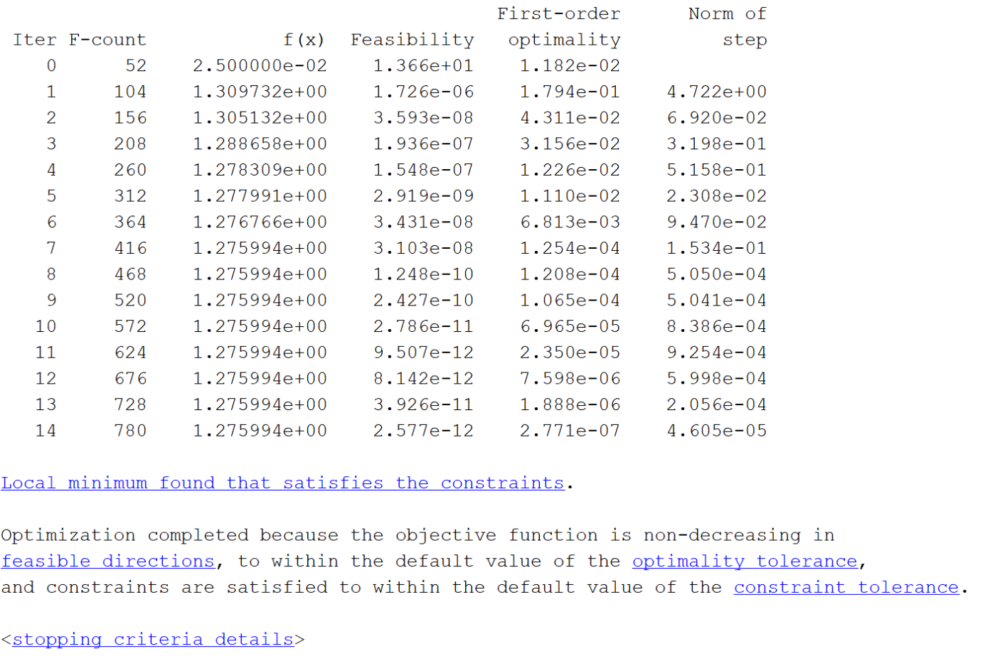 First-order Norm of
Iter F-count f(x) Feasibility optimality step
0 52 2.500000e-02 1.366e+01 1.182e-02
1 104 1.309732e+00 1.726e-06 1.794e-01 4.722e+00
2 156 1.305132e+00 3.593e-08 4.311e-02 6.920e-02
3 208 1.288658e+00 1.936e-07 3.156e-02 3.198e-01
4 260 1.278309e+00 1.548e-07 1.226e-02 5.158e-01
5 312 1.277991e+00 2.919e-09 1.110e-02 2.308e-02
6 364 1.276766e+00 3.431e-08 6.813e-03 9.470e-02
7 416 1.275994e+00 3.103e-08 1.254e-04 1.534e-01
8 468 1.275994e+00 1.248e-10 1.208e-04 5.050e-04
9 520 1.275994e+00 2.427e-10 1.065e-04 5.041e-04
10 572 1.275994e+00 2.786e-11 6.965e-05 8.386e-04
11 624 1.275994e+00 9.507e-12 2.350e-05 9.254e-04
12 676 1.275994e+00 8.142e-12 7.598e-06 5.998e-04
13 728 1.275994e+00 3.926e-11 1.888e-06 2.056e-04
14 780 1.275994e+00 2.577e-12 2.771e-07 4.605e-05
Local minimum found that satisfies the constraints.
Optimization completed because the objective function is non-decreasing in
feasible directions, to within the default value of the optimality tolerance,
and constraints are satisfied to within the default value of the constraint tolerance.
<stopping criteria details>